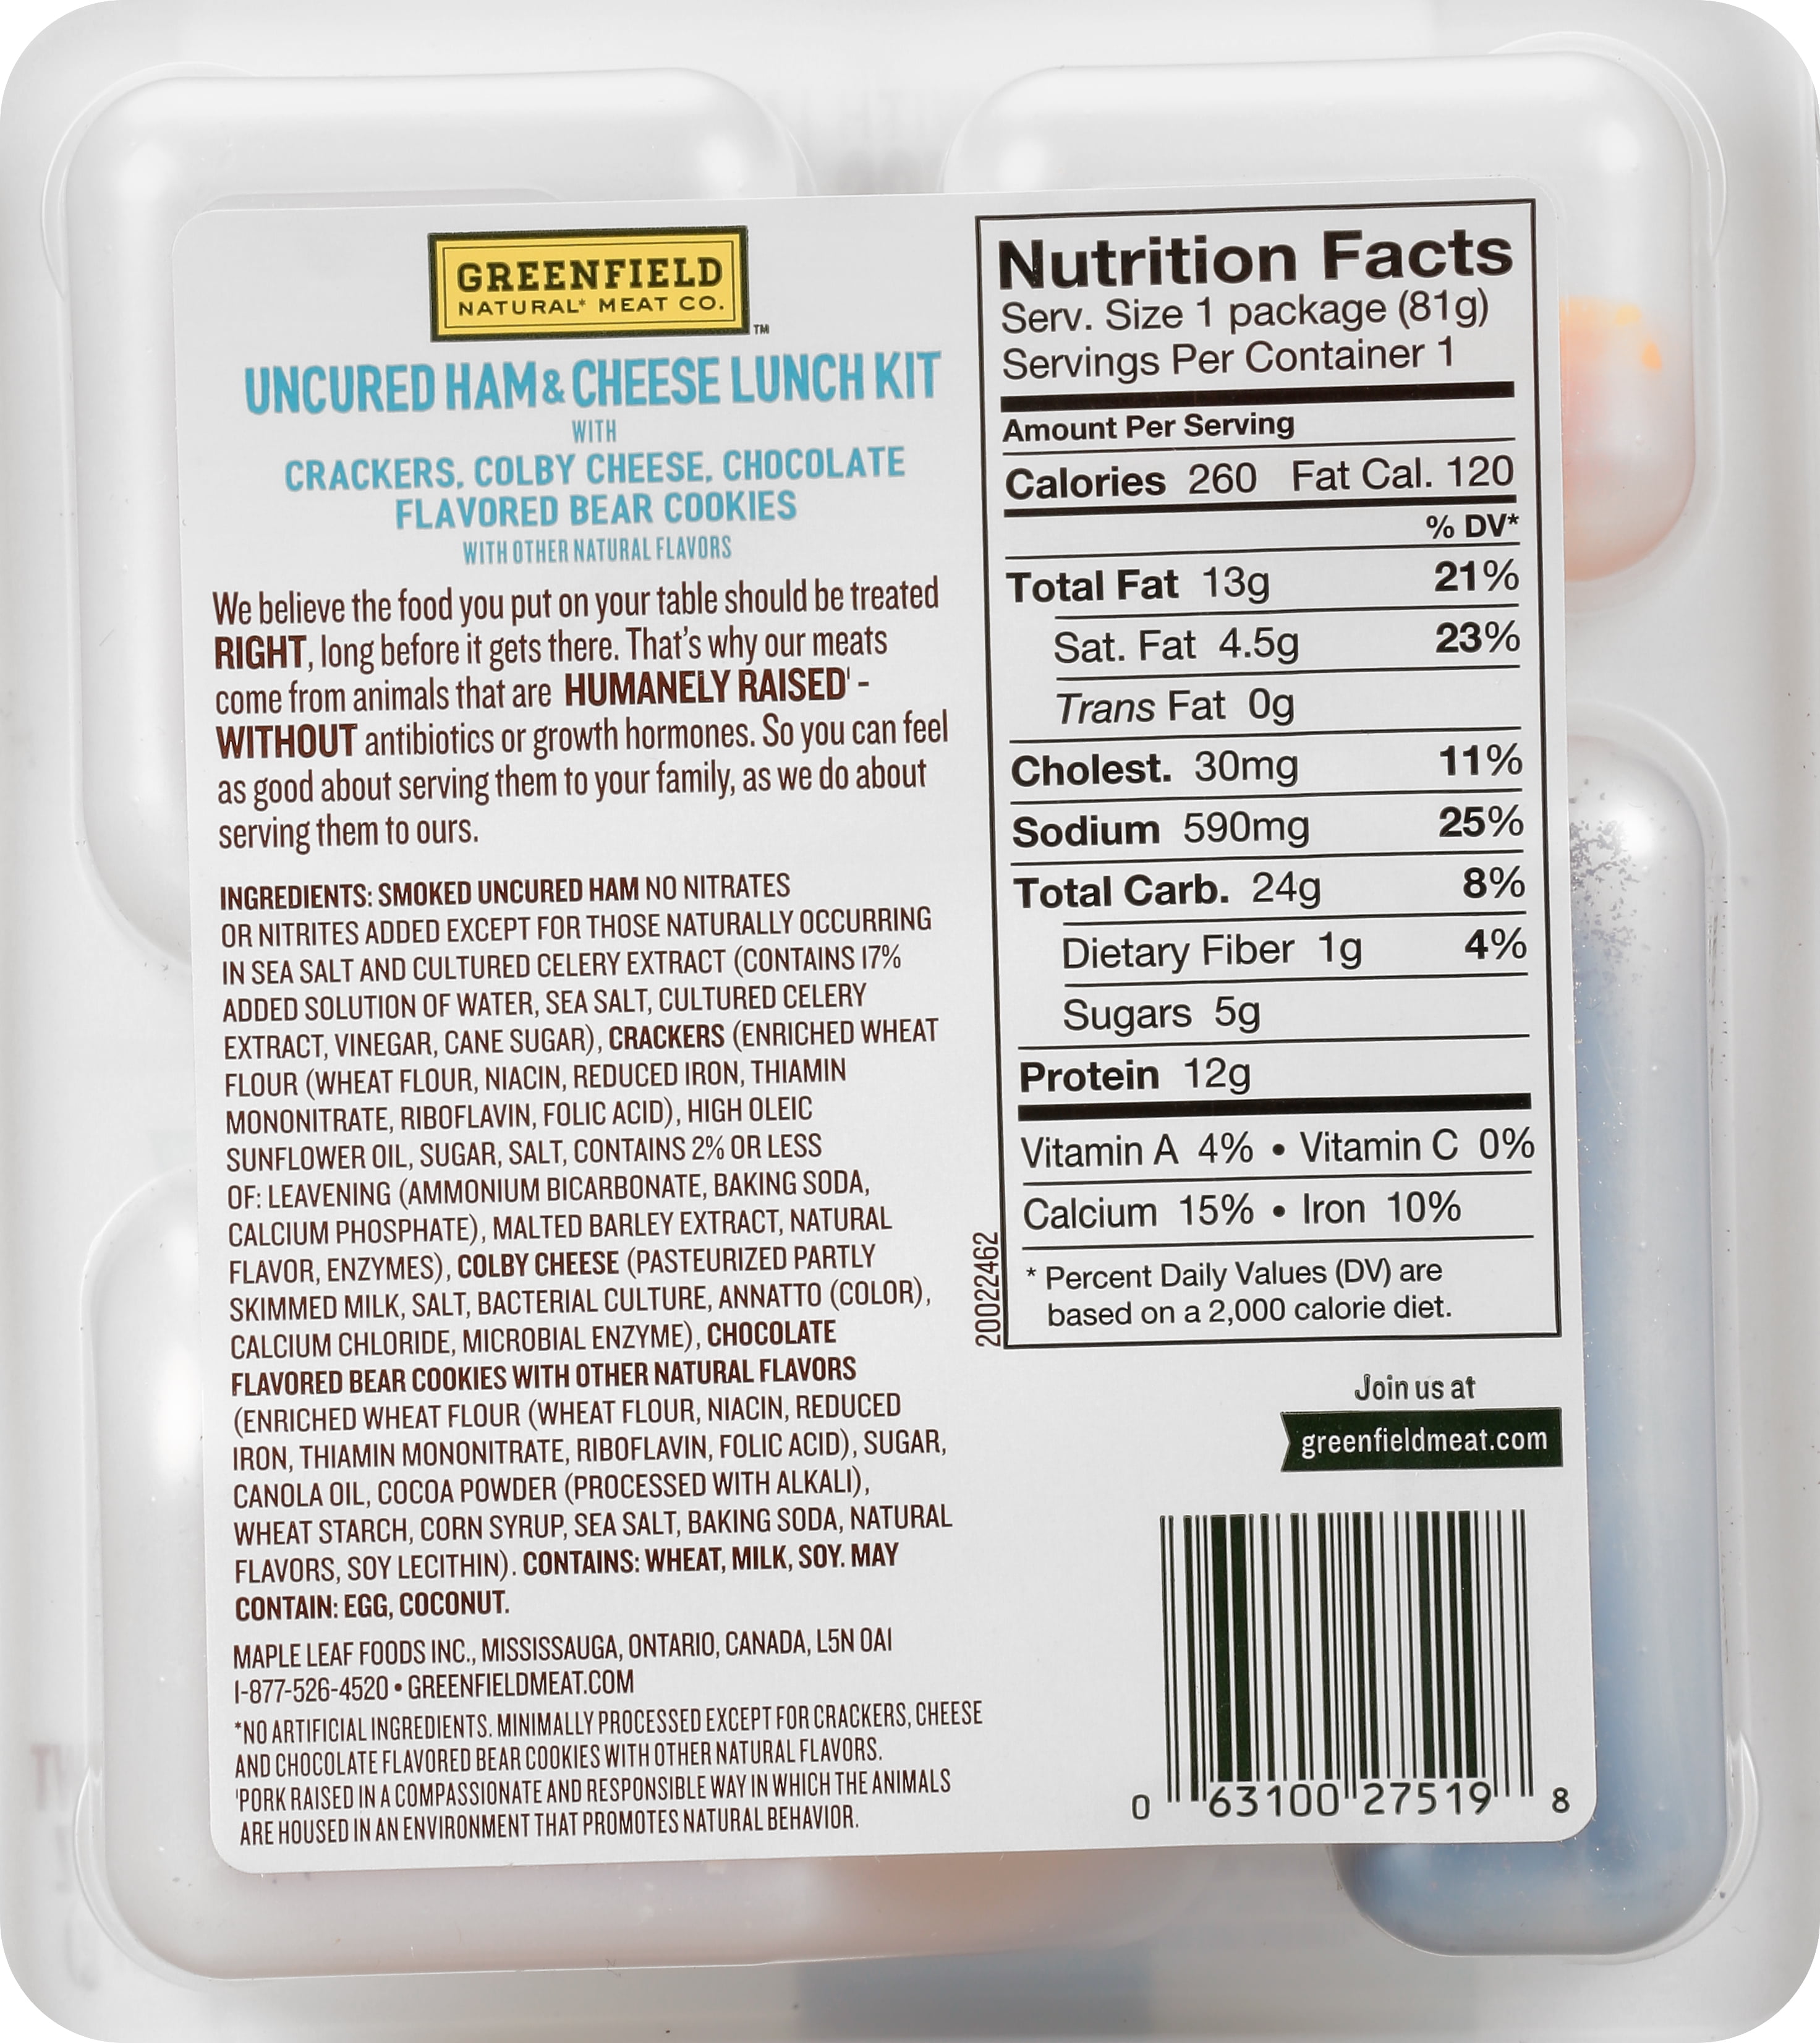 GREENFIELD
NATURAL* MEAT CO.
TM
UNCURED HAM & CHEESE LUNCH KIT
WITH
CRACKERS, COLBY CHEESE, CHOCOLATE
FLAVORED BEAR COOKIES
WITH OTHER NATURAL FLAVORS
We believe the food you put on your table should be treated
RIGHT, long before it gets there. That's why our meats
come from animals that are HUMANELY RAISED¹ -
WITHOUT antibiotics or growth hormones. So you can feel
as good about serving them to your family, as we do about
serving them to ours.
INGREDIENTS: SMOKED UNCURED HAM NO NITRATES
OR NITRITES ADDED EXCEPT FOR THOSE NATURALLY OCCURRING
IN SEA SALT AND CULTURED CELERY EXTRACT (CONTAINS 17%
ADDED SOLUTION OF WATER, SEA SALT, CULTURED CELERY
EXTRACT, VINEGAR, CANE SUGAR), CRACKERS (ENRICHED WHEAT
FLOUR (WHEAT FLOUR, NIACIN, REDUCED IRON, THIAMIN
MONONITRATE, RIBOFLAVIN, FOLIC ACID), HIGH OLEIC
SUNFLOWER OIL, SUGAR, SALT, CONTAINS 2% OR LESS
OF: LEAVENING (AMMONIUM BICARBONATE, BAKING SODA,
CALCIUM PHOSPHATE), MALTED BARLEY EXTRACT, NATURAL
FLAVOR, ENZYMES), COLBY CHEESE (PASTEURIZED PARTLY
SKIMMED MILK, SALT, BACTERIAL CULTURE, ANNATTO (COLOR),
CALCIUM CHLORIDE, MICROBIAL ENZYME), CHOCOLATE
FLAVORED BEAR COOKIES WITH OTHER NATURAL FLAVORS
(ENRICHED WHEAT FLOUR (WHEAT FLOUR, NIACIN, REDUCED
IRON, THIAMIN MONONITRATE, RIBOFLAVIN, FOLIC ACID), SUGAR,
CANOLA OIL, COCOA POWDER (PROCESSED WITH ALKALI),
WHEAT STARCH, CORN SYRUP, SEA SALT, BAKING SODA, NATURAL
FLAVORS, SOY LECITHIN). CONTAINS: WHEAT, MILK, SOY. MAY
CONTAIN: EGG, COCONUT.
MAPLE LEAF FOODS INC., MISSISSAUGA, ONTARIO, CANADA, L5N 0A1
1-877-526-4520 • GREENFIELDMEAT.COM
*NO ARTIFICIAL INGREDIENTS. MINIMALLY PROCESSED EXCEPT FOR CRACKERS, CHEESE
AND CHOCOLATE FLAVORED BEAR COOKIES WITH OTHER NATURAL FLAVORS.
¹PORK RAISED IN A COMPASSIONATE AND RESPONSIBLE WAY IN WHICH THE ANIMALS
ARE HOUSED IN AN ENVIRONMENT THAT PROMOTES NATURAL BEHAVIOR.
20022462
Nutrition Facts
Serv. Size 1 package (81g)
Servings Per Container 1
Amount Per Serving
Calories 260 Fat Cal. 120
% DV*
Total Fat 13g 21%
Sat. Fat 4.5g 23%
Trans Fat 0g
Cholest. 30mg 11%
Sodium 590mg 25%
Total Carb. 24g 8%
Dietary Fiber 1g 4%
Sugars 5g
Protein 12g
Vitamin A 4% • Vitamin C 0%
Calcium 15% • Iron 10%
* Percent Daily Values (DV) are
based on a 2,000 calorie diet.
Join us at
greenfieldmeat.com
0 63100 27519 8